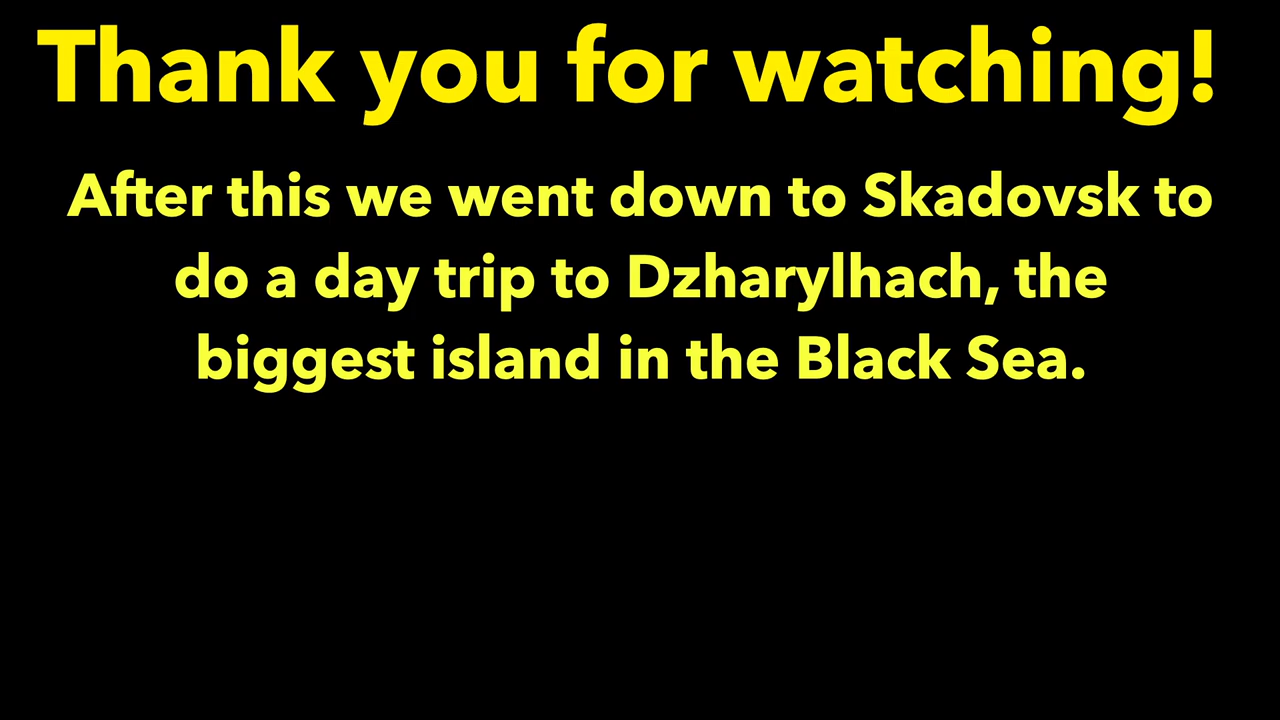 Thank you for watching!
After this we went down to Skadovsk to
do a day trip to Dzharylhach, the
biggest island in the Black Sea.